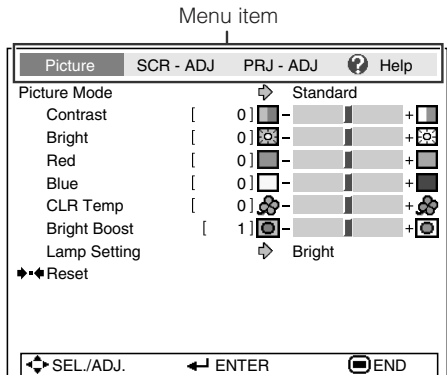 Menu item
Picture SCR - ADJ PRJ - ADJ ? Help
Picture Mode Standard
Contrast [ 0 ] - +
Bright [ 0 ] - +
Red [ 0 ] - +
Blue [ 0 ] - +
CLR Temp [ 0 ] - +
Bright Boost [ 1 ] - +
Lamp Setting Bright
Reset
SEL./ADJ. ENTER END